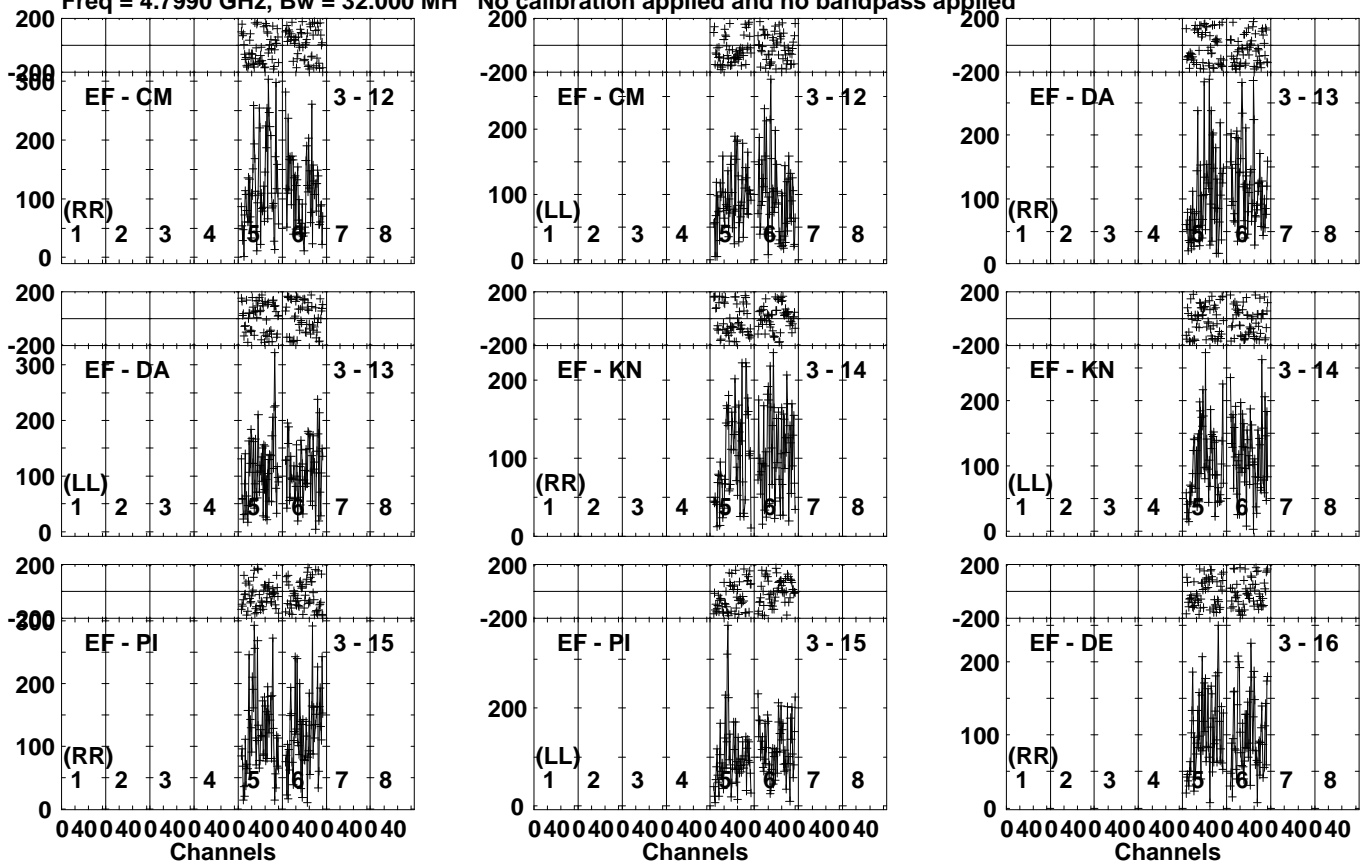 Freq = 4.7990 GHz, Bw = 32.000 MH No calibration applied and no bandpass applied
200 200 200
-200 -200 -200
300
EF - CM 3 - 12 EF - CM 3 - 12 EF - DA 3 - 13
200 200 200
100 100 100
(RR) (LL) (RR)
1 2 3 4 5 6 7 8 1 2 3 4 5 6 7 8 1 2 3 4 5 6 7 8
0 0 0
200 200 200
-200 -200 -200
300
EF - DA 3 - 13 EF - KN 3 - 14 EF - KN 3 - 14
200 200 200
100 100 100
(LL) (RR) (LL)
1 2 3 4 5 6 7 8 1 2 3 4 5 6 7 8 1 2 3 4 5 6 7 8
0 0 0
200 200 200
-200 -200 -200
300
EF - PI 3 - 15 EF - PI 3 - 15 EF - DE 3 - 16
200 200 200
100 100
(RR) (LL) (RR)
1 2 3 4 5 6 7 8 1 2 3 4 5 6 7 8 1 2 3 4 5 6 7 8
0 0 0
0 40 0 40 0 40 0 40 0 40 0 40 0 40 0 40 0 40 0 40 0 40 0 40 0 40 0 40 0 40 0 40 0 40 0 40 0 40 0 40 0 40 0 40 0 40 0 40
Channels Channels Channels